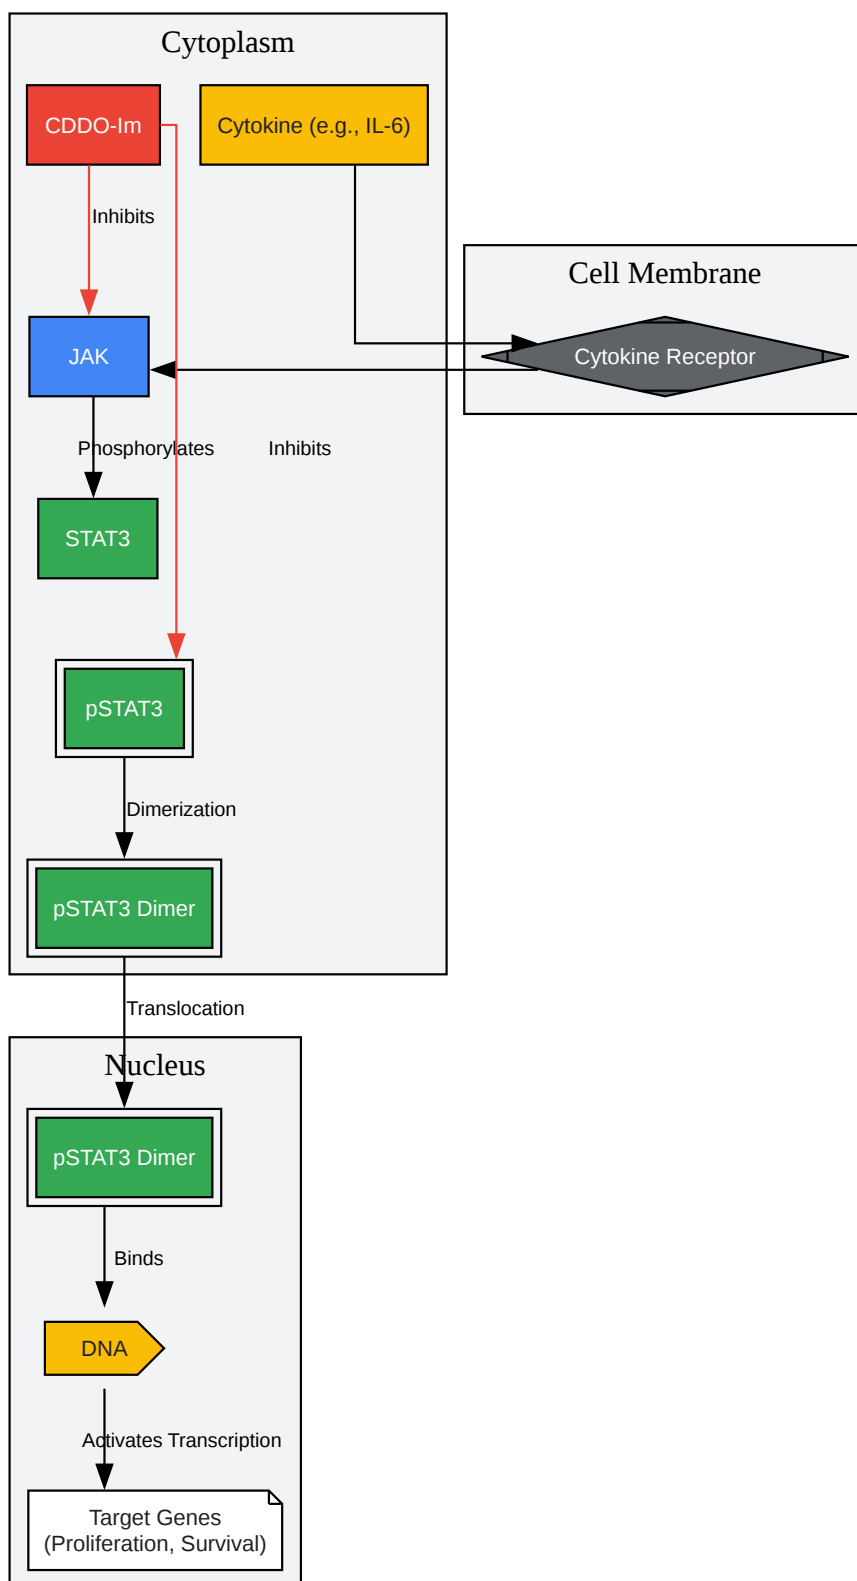 Cytoplasm
CDDO-Im
Cytokine (e.g., IL-6)
Inhibits
Cell Membrane
JAK
Cytokine Receptor
Phosphorylates
Inhibits
STAT3
pSTAT3
Dimerization
pSTAT3 Dimer
Translocation
Nucleus
pSTAT3 Dimer
Binds
DNA
Activates Transcription
Target Genes
(Proliferation, Survival)